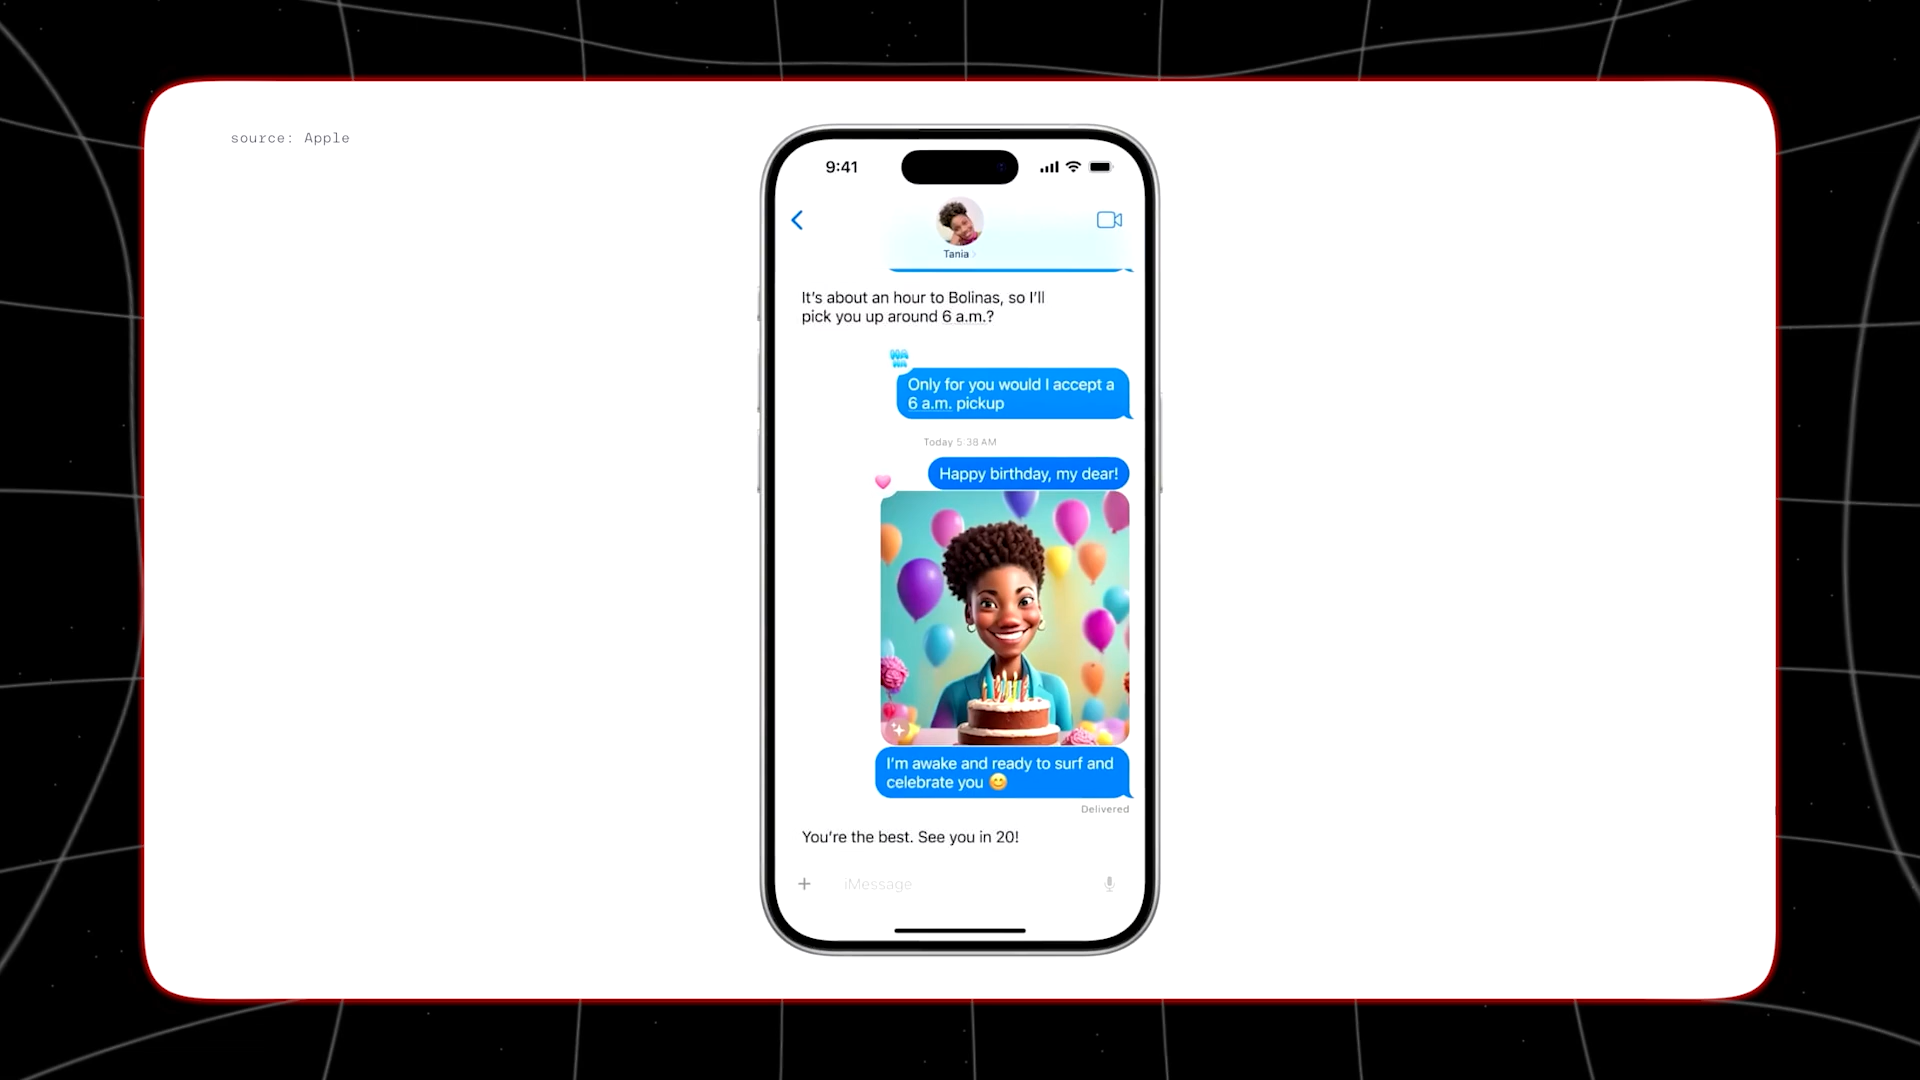 source: Apple
9:41
Tania
It's about an hour to Bolinas, so I'll
pick you up around 6 a.m.?
HA
HA
Only for you would I accept a
6 a.m. pickup
Today 5:38 AM
Happy birthday, my dear!
I'm awake and ready to surf and
celebrate you 😊
Delivered
You're the best. See you in 20!
iMessage